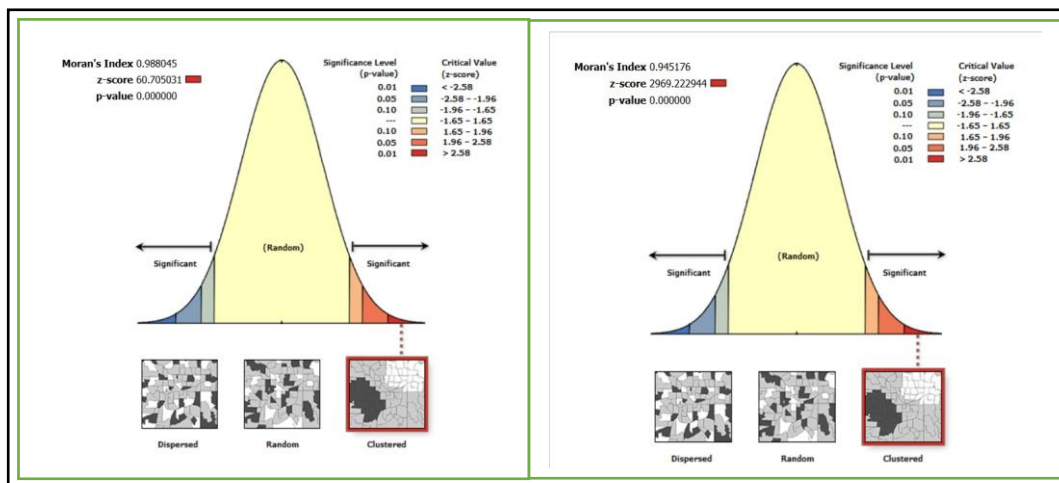 Moran's Index 0.988045
z-score 60.705031
p-value 0.000000
Significance Level (p-value)
Critical Value (z-score)
0.01 < -2.58
0.05 -2.58 - -1.96
0.10 -1.96 - -1.65
--- -1.65 - 1.65
0.10 1.65 - 1.96
0.05 1.96 - 2.58
0.01 > 2.58
(Random)
Significant
Significant
Dispersed
Random
Clustered
Moran's Index 0.945176
z-score 2969.222944
p-value 0.000000
Significance Level (p-value)
Critical Value (z-score)
0.01 < -2.58
0.05 -2.58 - -1.96
0.10 -1.96 - -1.65
--- -1.65 - 1.65
0.10 1.65 - 1.96
0.05 1.96 - 2.58
0.01 > 2.58
(Random)
Significant
Significant
Dispersed
Random
Clustered